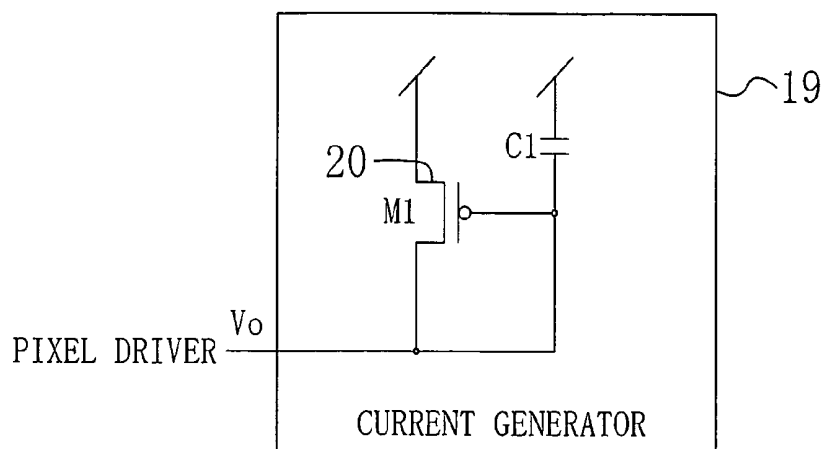 19
C1
20
M1
Vo
PIXEL DRIVER
CURRENT GENERATOR